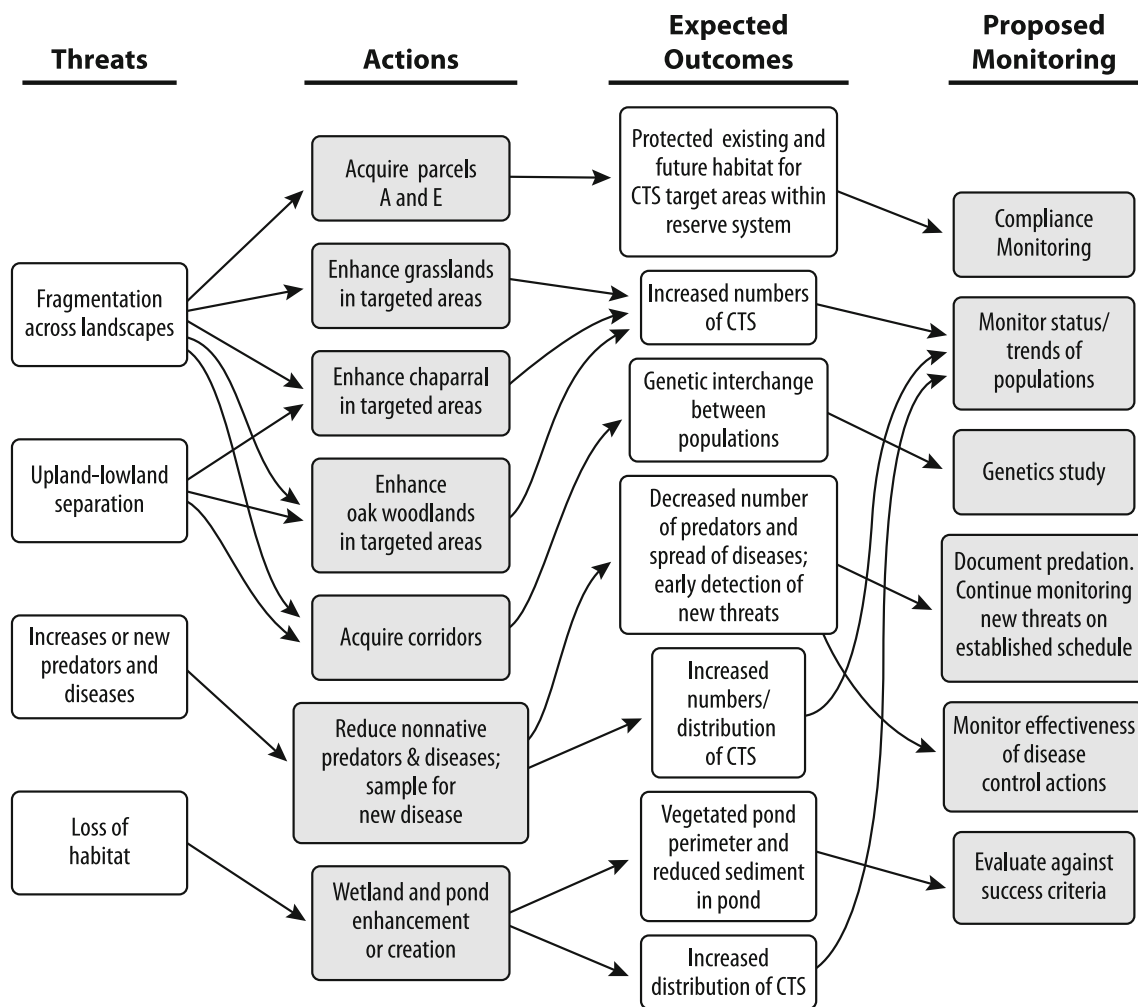 Threats
Actions
Expected
Outcomes
Proposed
Monitoring
Fragmentation
across landscapes
Upland–lowland
separation
Increases or new
predators and
diseases
Loss of
habitat
Acquire parcels
A and E
Enhance grasslands
in targeted areas
Enhance chaparral
in targeted areas
Enhance
oak woodlands
in targeted areas
Acquire corridors
Reduce nonnative
predators & diseases;
sample for
new disease
Wetland and pond
enhancement
or creation
Protected existing and
future habitat for
CTS target areas within
reserve system
Increased numbers
of CTS
Genetic interchange
between
populations
Decreased number
of predators and
spread of diseases;
early detection of
new threats
Increased
numbers/
distribution
of CTS
Vegetated pond
perimeter and
reduced sediment
in pond
Increased
distribution of CTS
Compliance
Monitoring
Monitor status/
trends of
populations
Genetics study
Document predation.
Continue monitoring
new threats on
established schedule
Monitor effectiveness
of disease
control actions
Evaluate against
success criteria